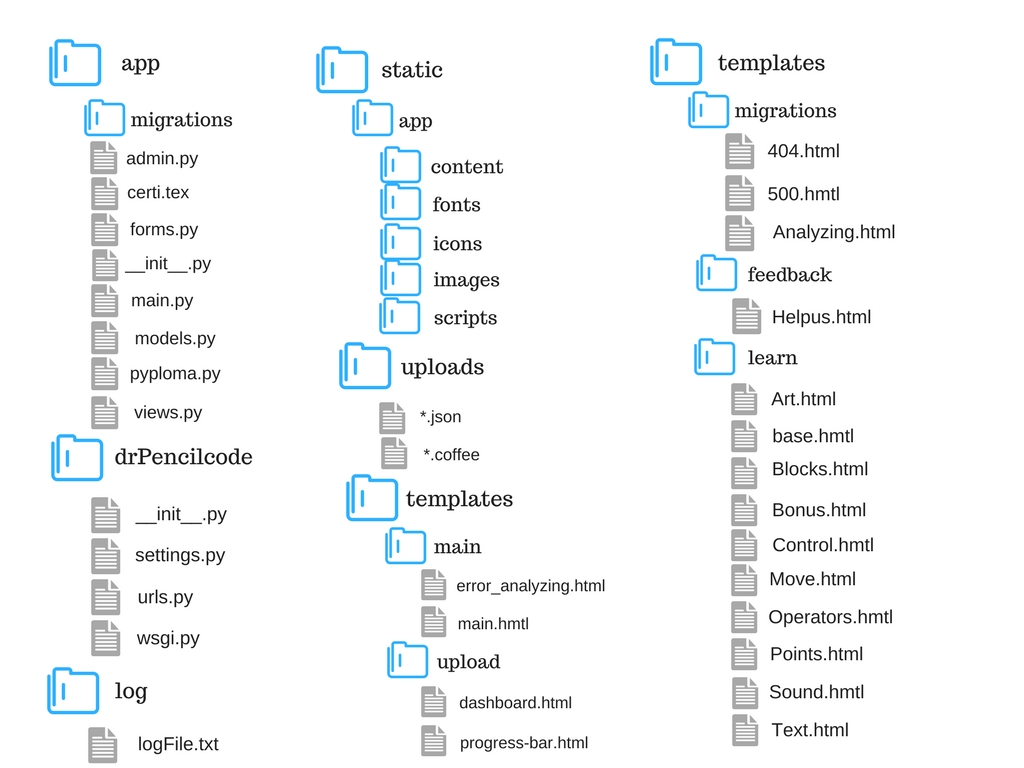 app
migrations
admin.py
certi.tex
forms.py
__init__.py
main.py
models.py
pyploma.py
views.py
drPencilcode
__init__.py
settings.py
urls.py
wsgi.py
log
logFile.txt
static
app
content
fonts
icons
images
scripts
uploads
*.json
*.coffee
templates
main
error_analyzing.html
main.hmtl
upload
dashboard.html
progress-bar.html
templates
migrations
404.html
500.hmtl
Analyzing.html
feedback
Helpus.html
learn
Art.html
base.hmtl
Blocks.html
Bonus.html
Control.hmtl
Move.html
Operators.hmtl
Points.html
Sound.hmtl
Text.html